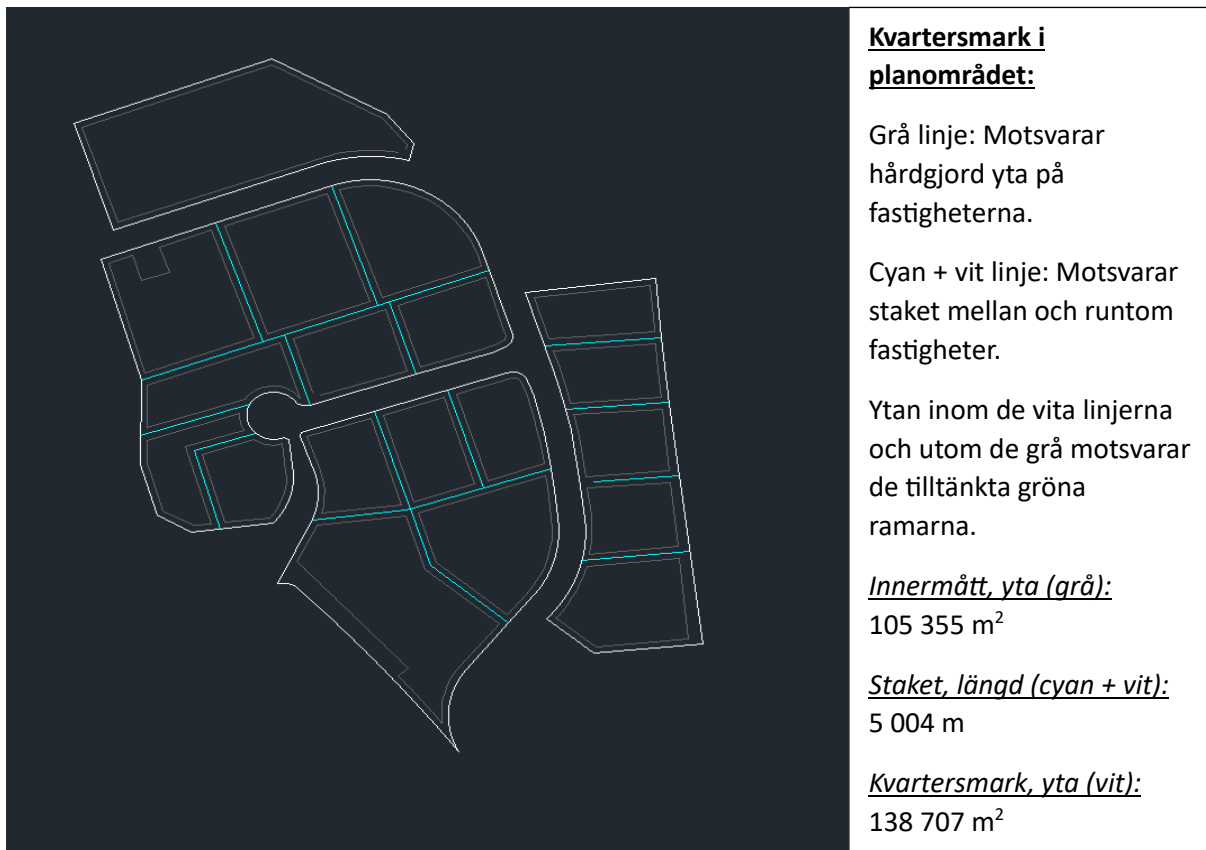 Kvartersmark i
planområdet:
Grå linje: Motsvarar
hårdgjord yta på
fastigheterna.
Cyan + vit linje: Motsvarar
staket mellan och runtom
fastigheter.
Ytan inom de vita linjerna
och utom de grå motsvarar
de tilltänkta gröna
ramarna.
Innermått, yta (grå):
105 355 m²
Staket, längd (cyan + vit):
5 004 m
Kvartersmark, yta (vit):
138 707 m²